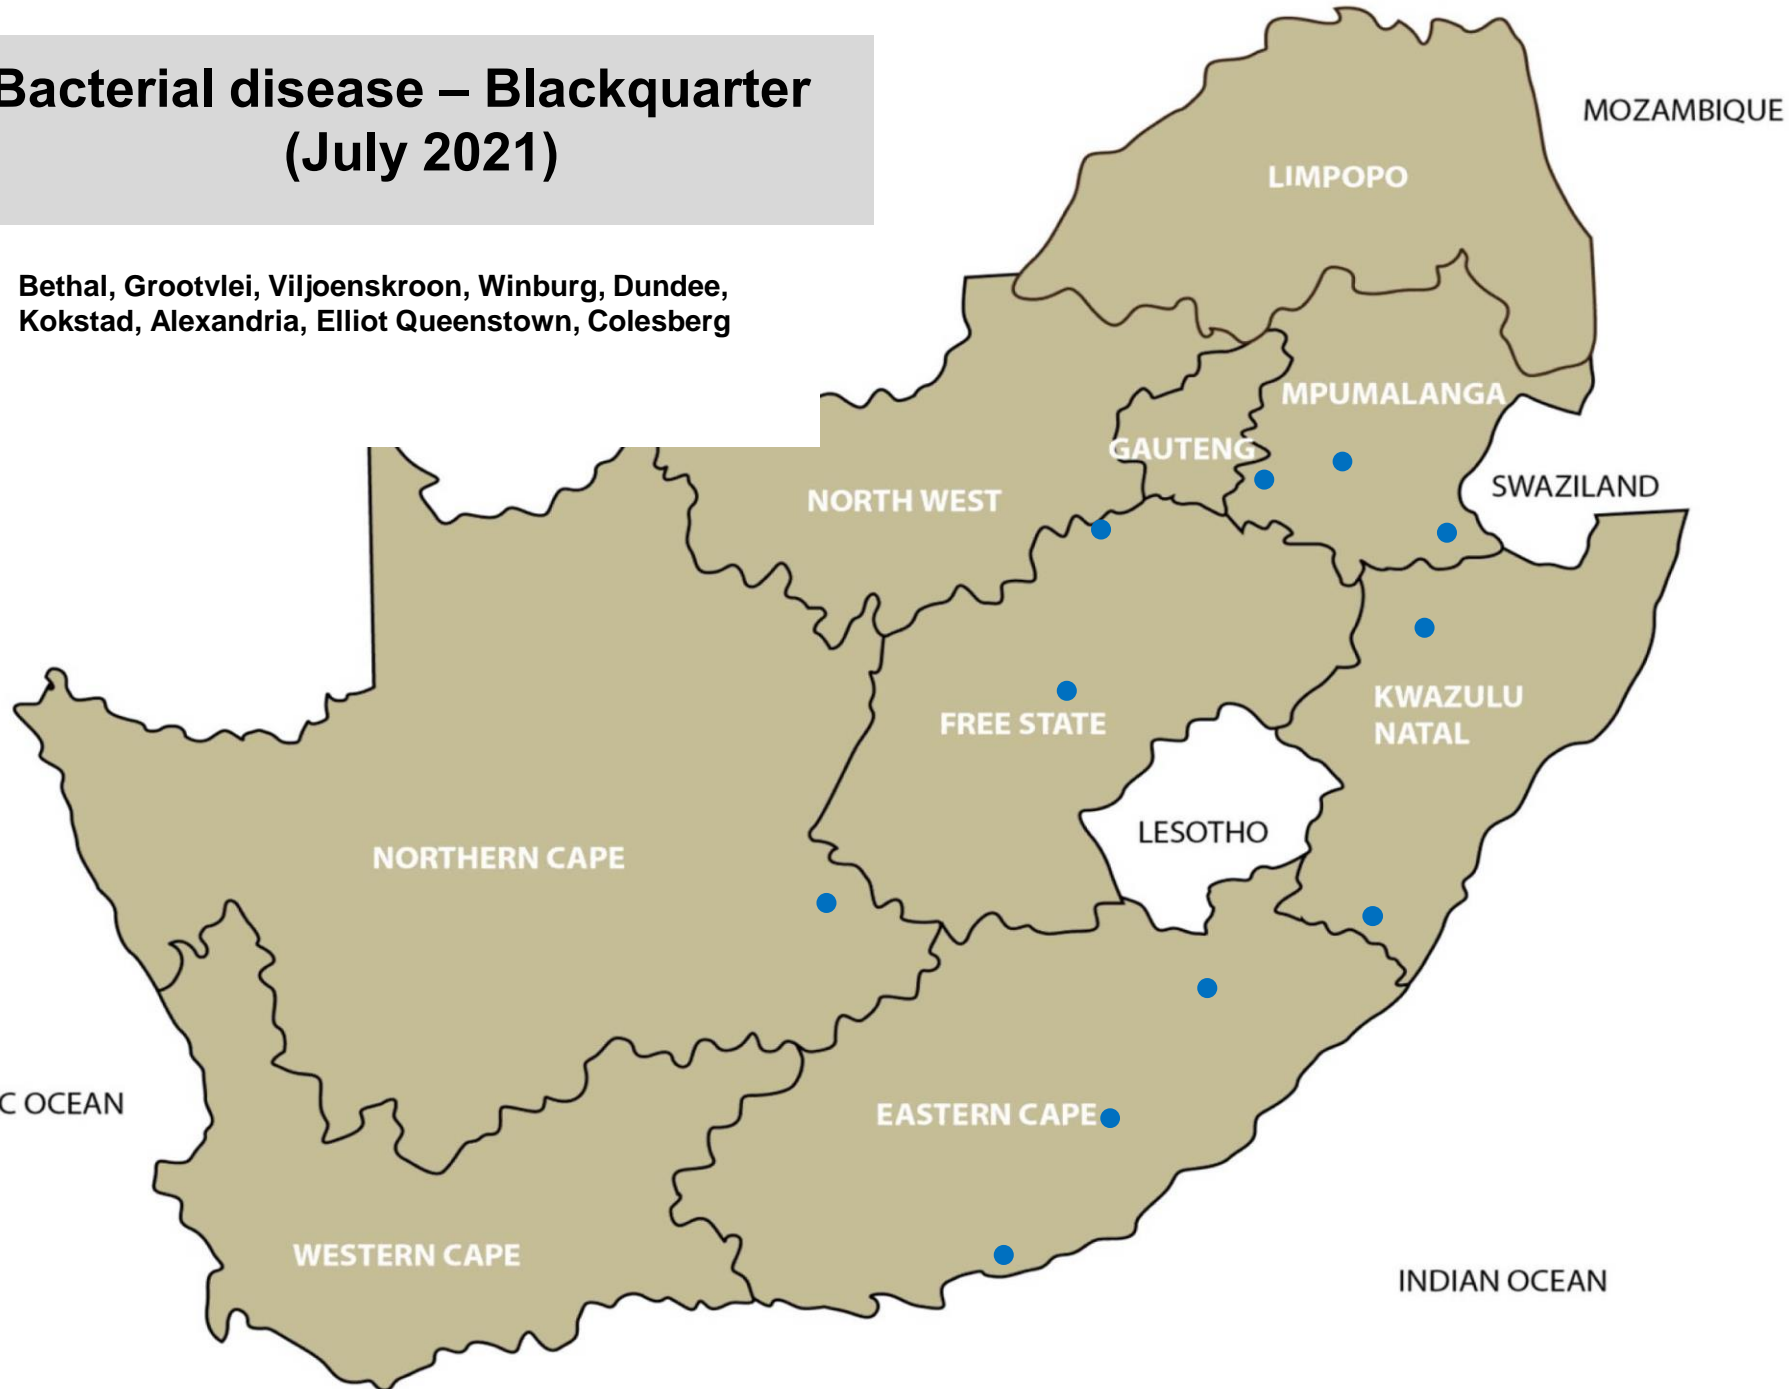 Bacterial disease – Blackquarter
(July 2021)
Bethal, Grootvlei, Viljoenskroon, Winburg, Dundee,
Kokstad, Alexandria, Elliot Queenstown, Colesberg
MOZAMBIQUE
LIMPOPO
MPUMALANGA
GAUTENG
SWAZILAND
NORTH WEST
KWAZULU
NATAL
FREE STATE
LESOTHO
NORTHERN CAPE
C OCEAN
EASTERN CAPE
WESTERN CAPE
INDIAN OCEAN